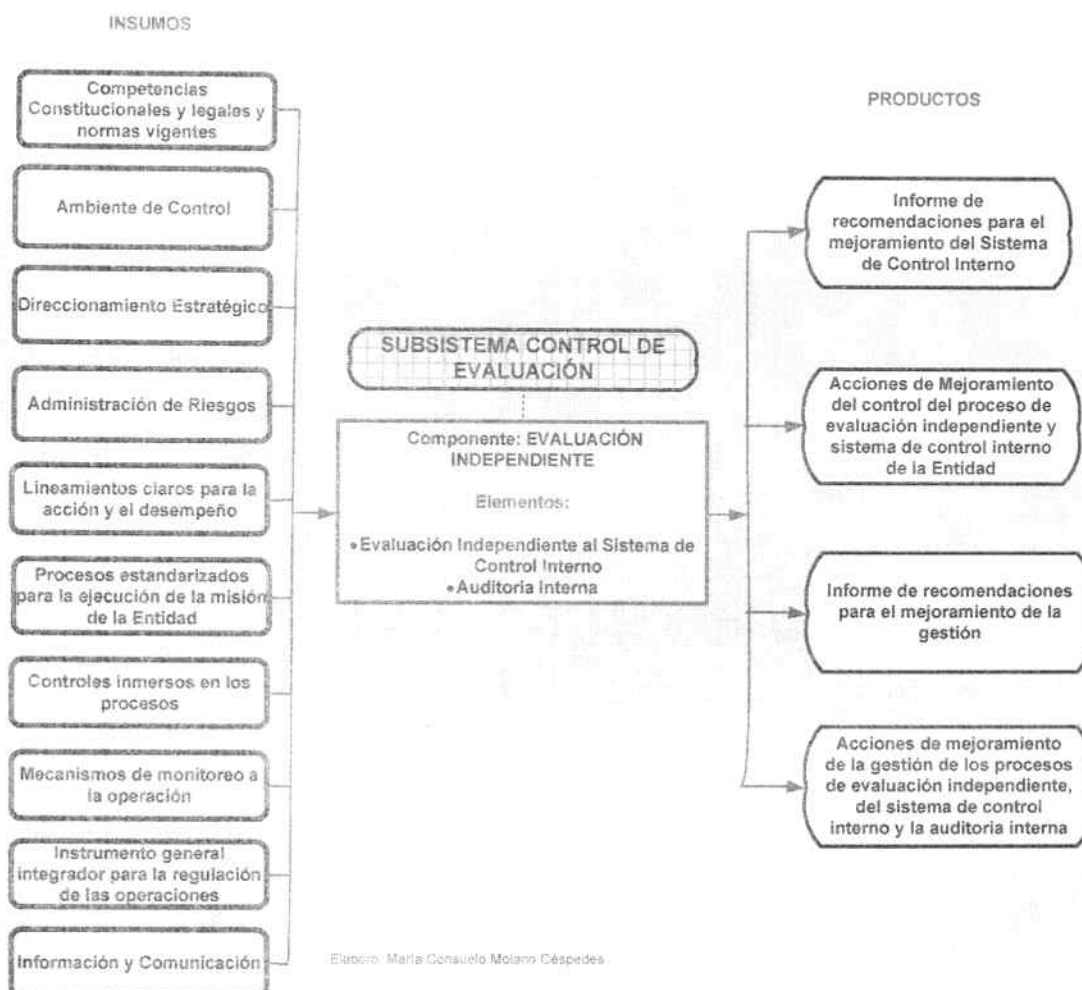 INSUMOS
Competencias
Constitucionales y legales y
normas vigentes
Ambiente de Control
Direccionamiento Estratégico
Administración de Riesgos
Lineamientos claros para la
acción y el desempeño
Procesos estandarizados
para la ejecución de la misión
de la Entidad
Controles inmersos en los
procesos
Mecanismos de monitoreo a
la operación
Instrumento general
integrador para la regulación
de las operaciones
Información y Comunicación
SUBSISTEMA CONTROL DE
EVALUACIÓN
Componente: EVALUACIÓN
INDEPENDIENTE
Elementos:
•Evaluación Independiente al Sistema de
Control Interno
•Auditoria Interna
PRODUCTOS
Informe de
recomendaciones para el
mejoramiento del Sistema
de Control Interno
Acciones de Mejoramiento
del control del proceso de
evaluación independiente y
sistema de control interno
de la Entidad
Informe de recomendaciones
para el mejoramiento de la
gestión
Acciones de mejoramiento
de la gestión de los procesos
de evaluación independiente,
del sistema de control
interno y la auditoria interna
Elaboro: María Consuelo Molano Céspedes